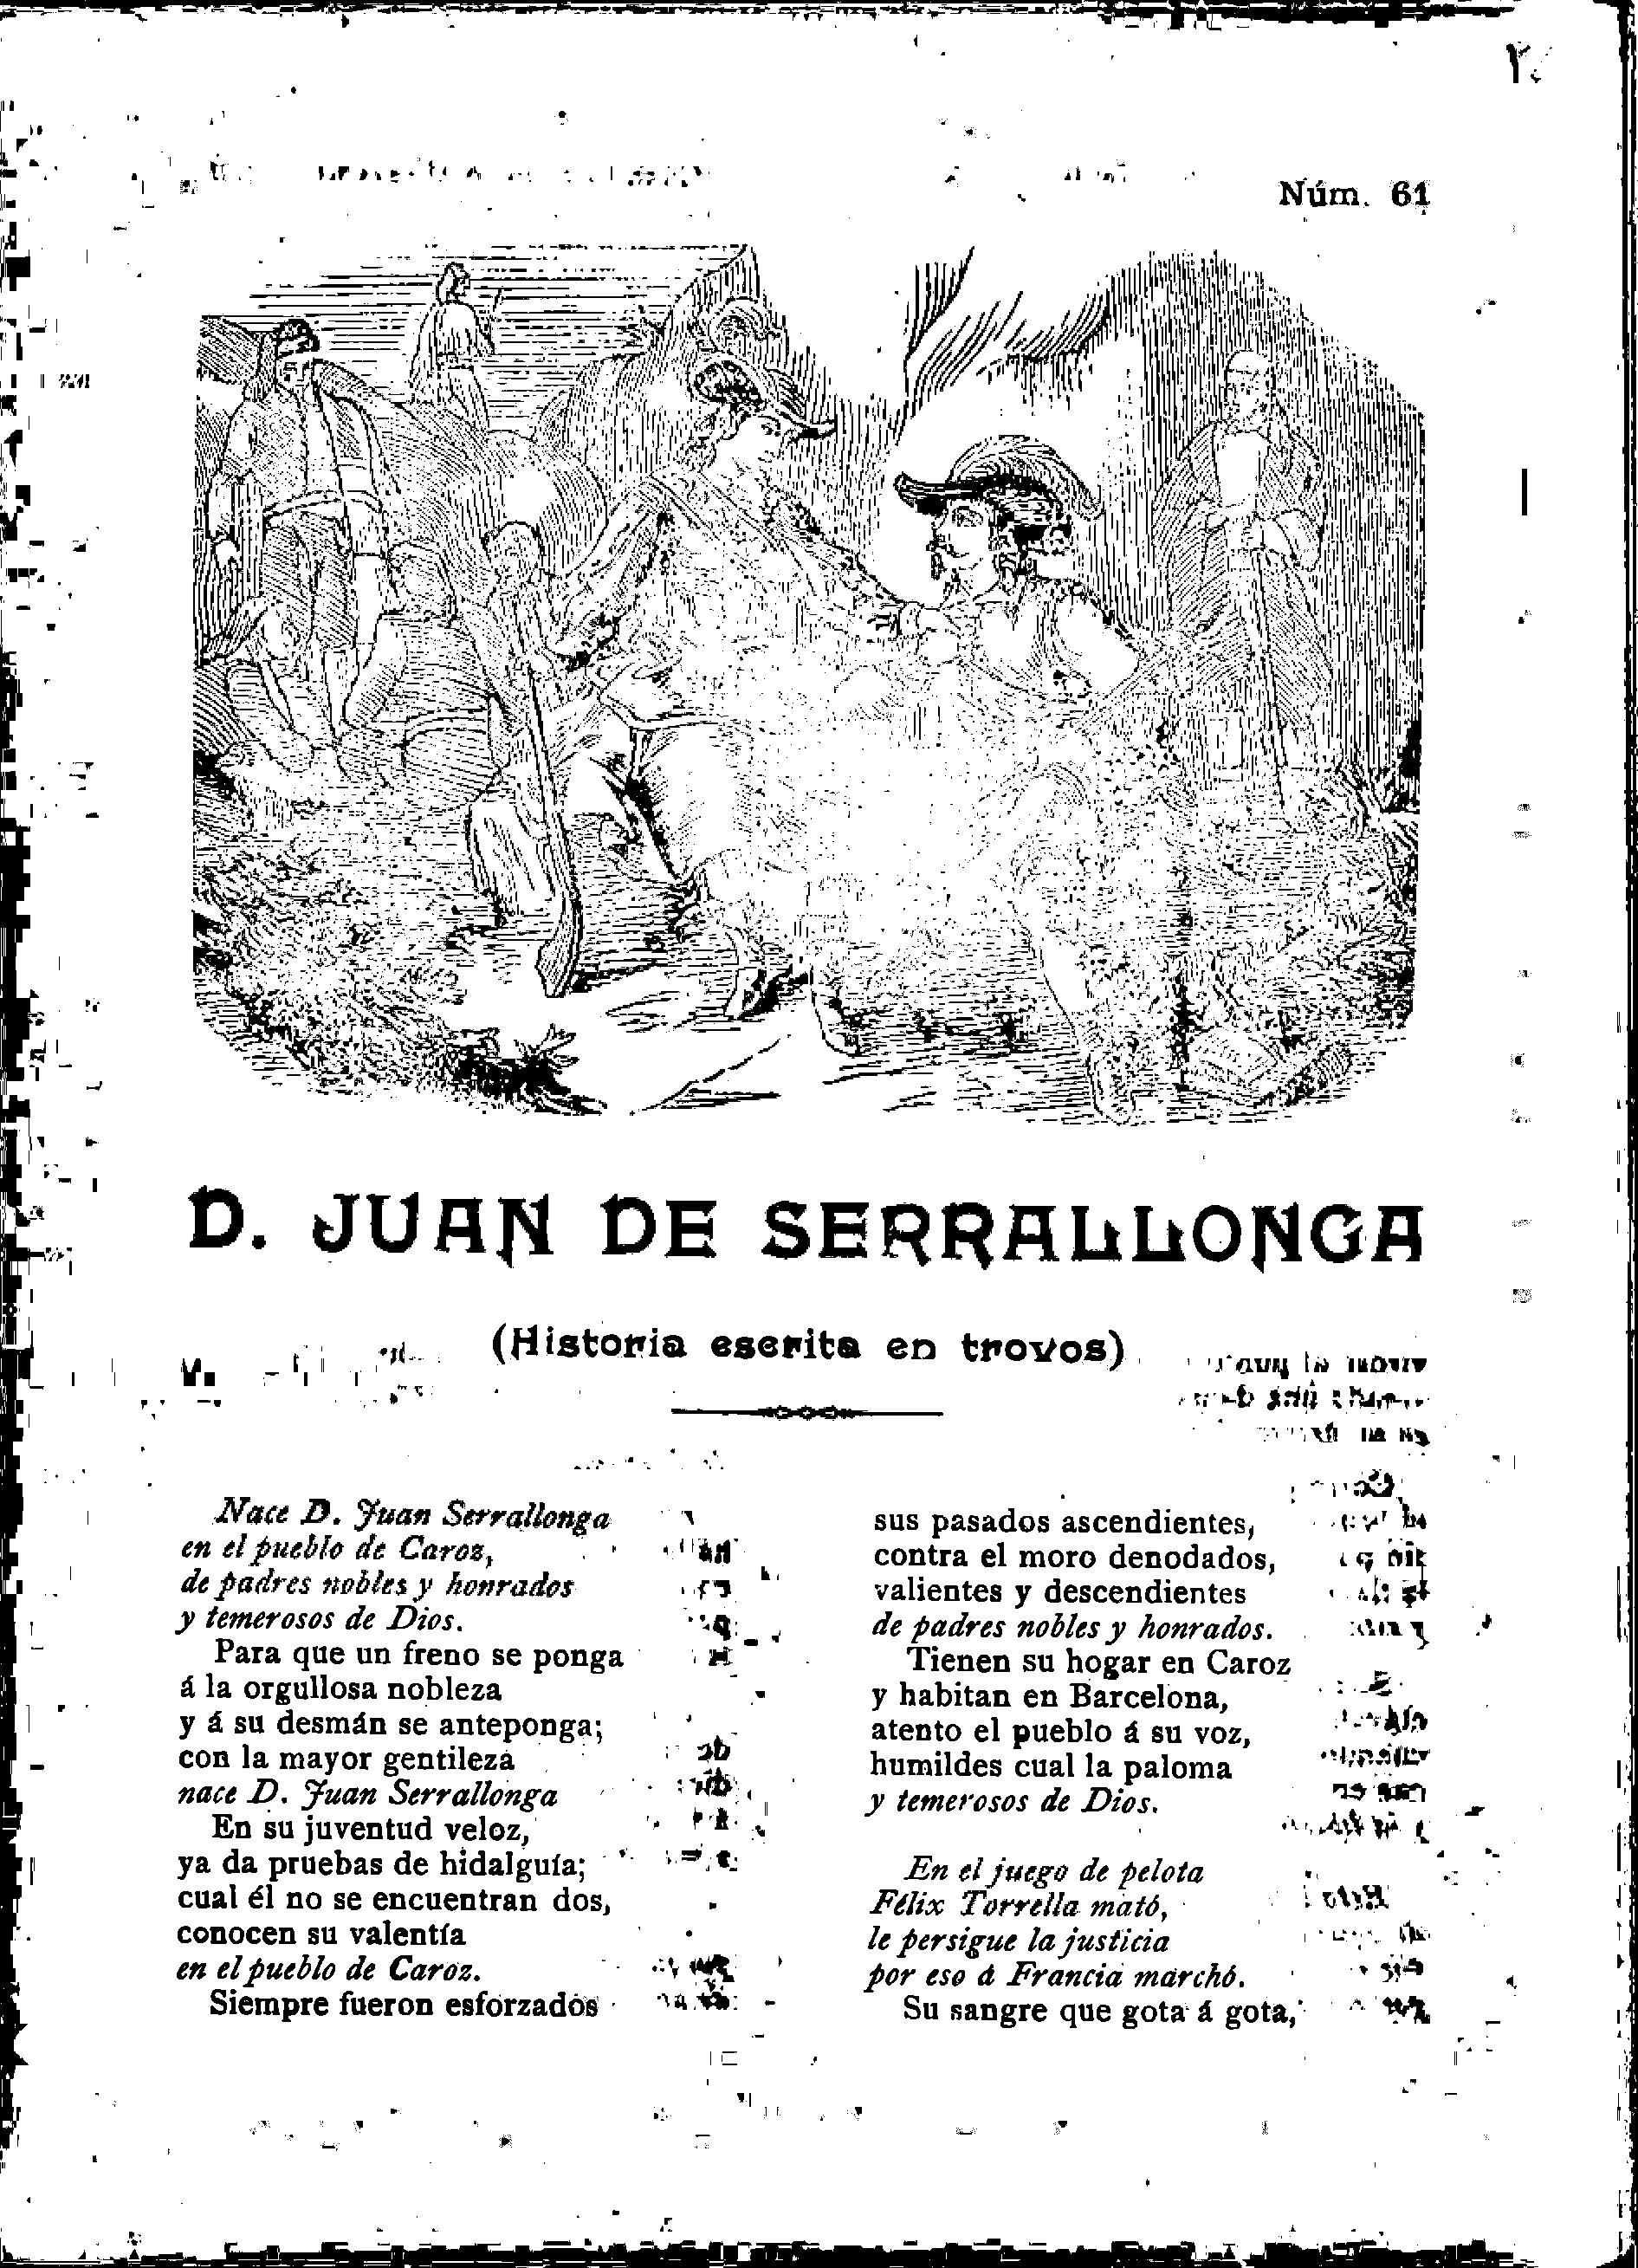 Núm. 61
D. JUAN DE SERRALLONGA
(Historia escrita en trovos)
Nace D. Juan Serrallonga
en el pueblo de Caroz,
de padres nobles y honrados
y temerosos de Dios.
Para que un freno se ponga
á la orgullosa nobleza
y á su desmán se anteponga;
con la mayor gentileza
nace D. Juan Serrallonga
En su juventud veloz,
ya da pruebas de hidalguía;
cual él no se encuentran dos,
conocen su valentía
en el pueblo de Caroz.
Siempre fueron esforzados
sus pasados ascendientes,
contra el moro denodados,
valientes y descendientes
de padres nobles y honrados.
Tienen su hogar en Caroz
y habitan en Barcelona,
atento el pueblo á su voz,
humildes cual la paloma
y temerosos de Dios.
En el juego de pelota
Félix Torrella mató,
le persigue la justicia
por eso á Francia marchó.
Su sangre que gota á gota,